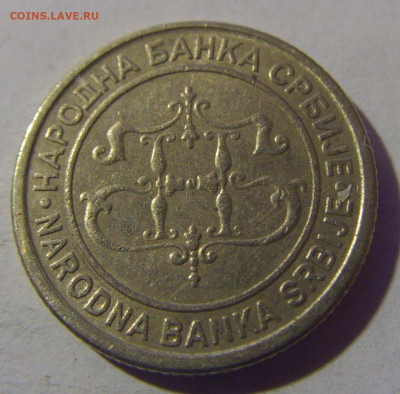 COINS.LAVE.RU
• НАРОДНА БАНКА СРБИЈЕ •
NARODNA BANKA SRBIJE